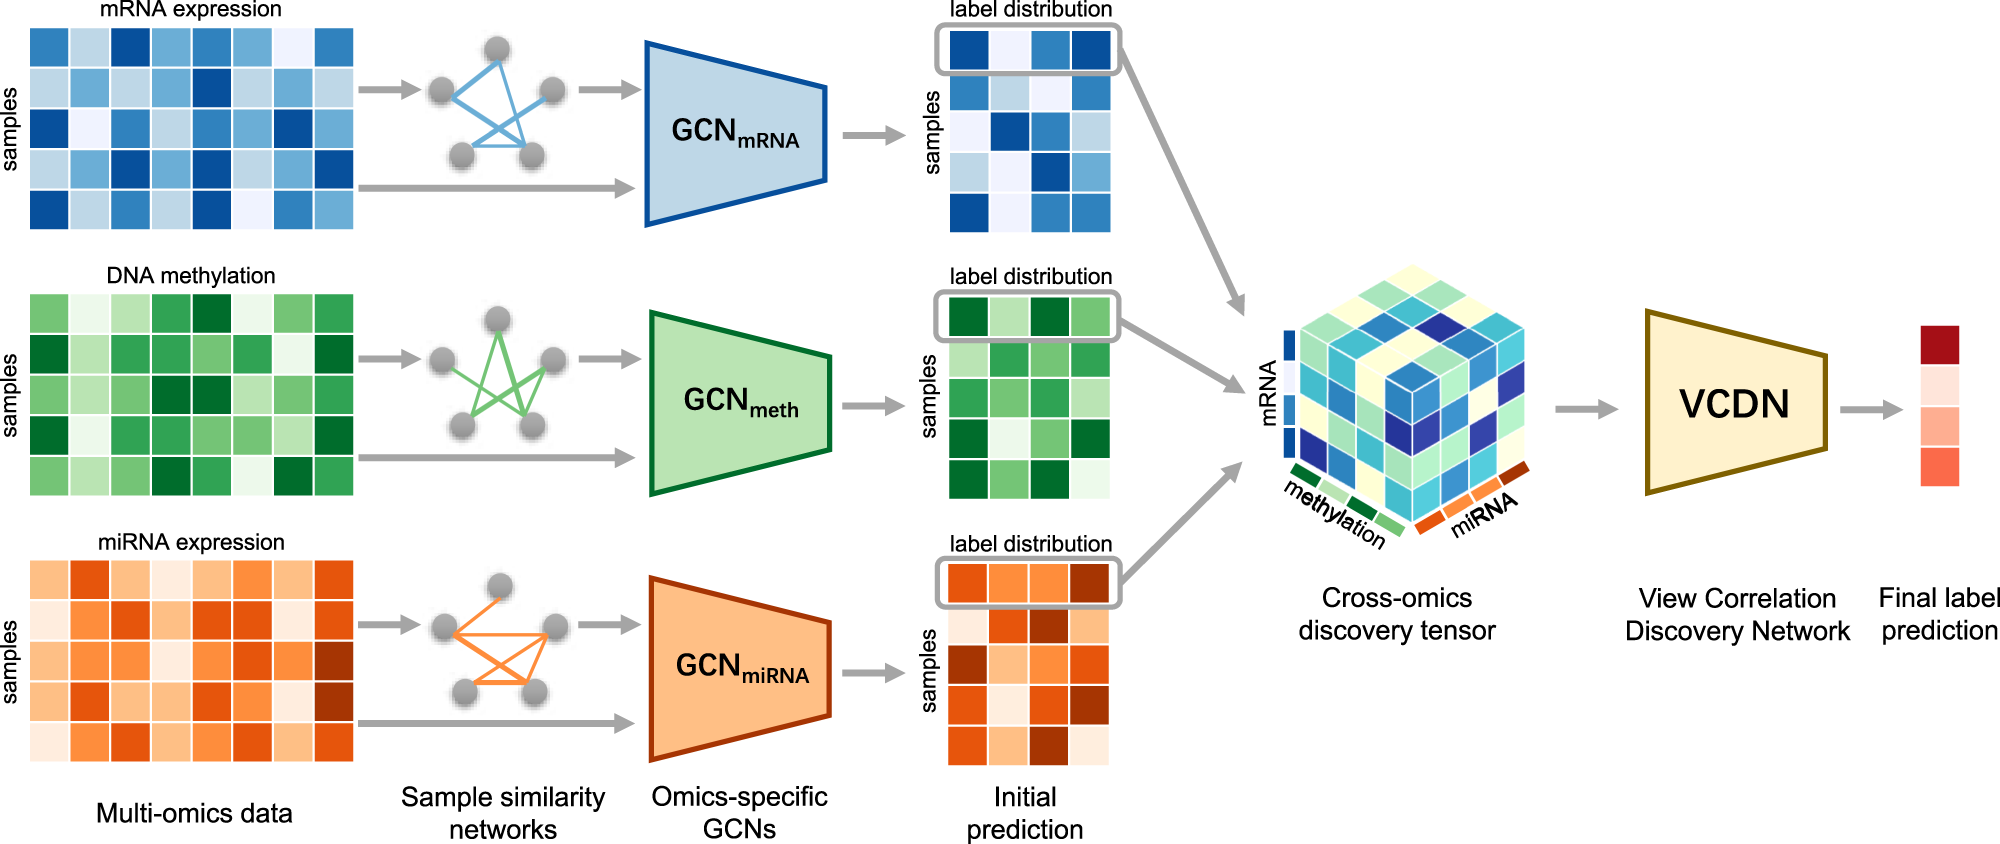 mRNA expression
samples
GCNmRNA
label distribution
samples
DNA methylation
samples
GCNmeth
label distribution
samples
miRNA expression
samples
GCNmiRNA
label distribution
samples
mRNA
methylation
miRNA
VCDN
Multi-omics data
Sample similarity
networks
Omics-specific
GCNs
Initial
prediction
Cross-omics
discovery tensor
View Correlation
Discovery Network
Final label
prediction